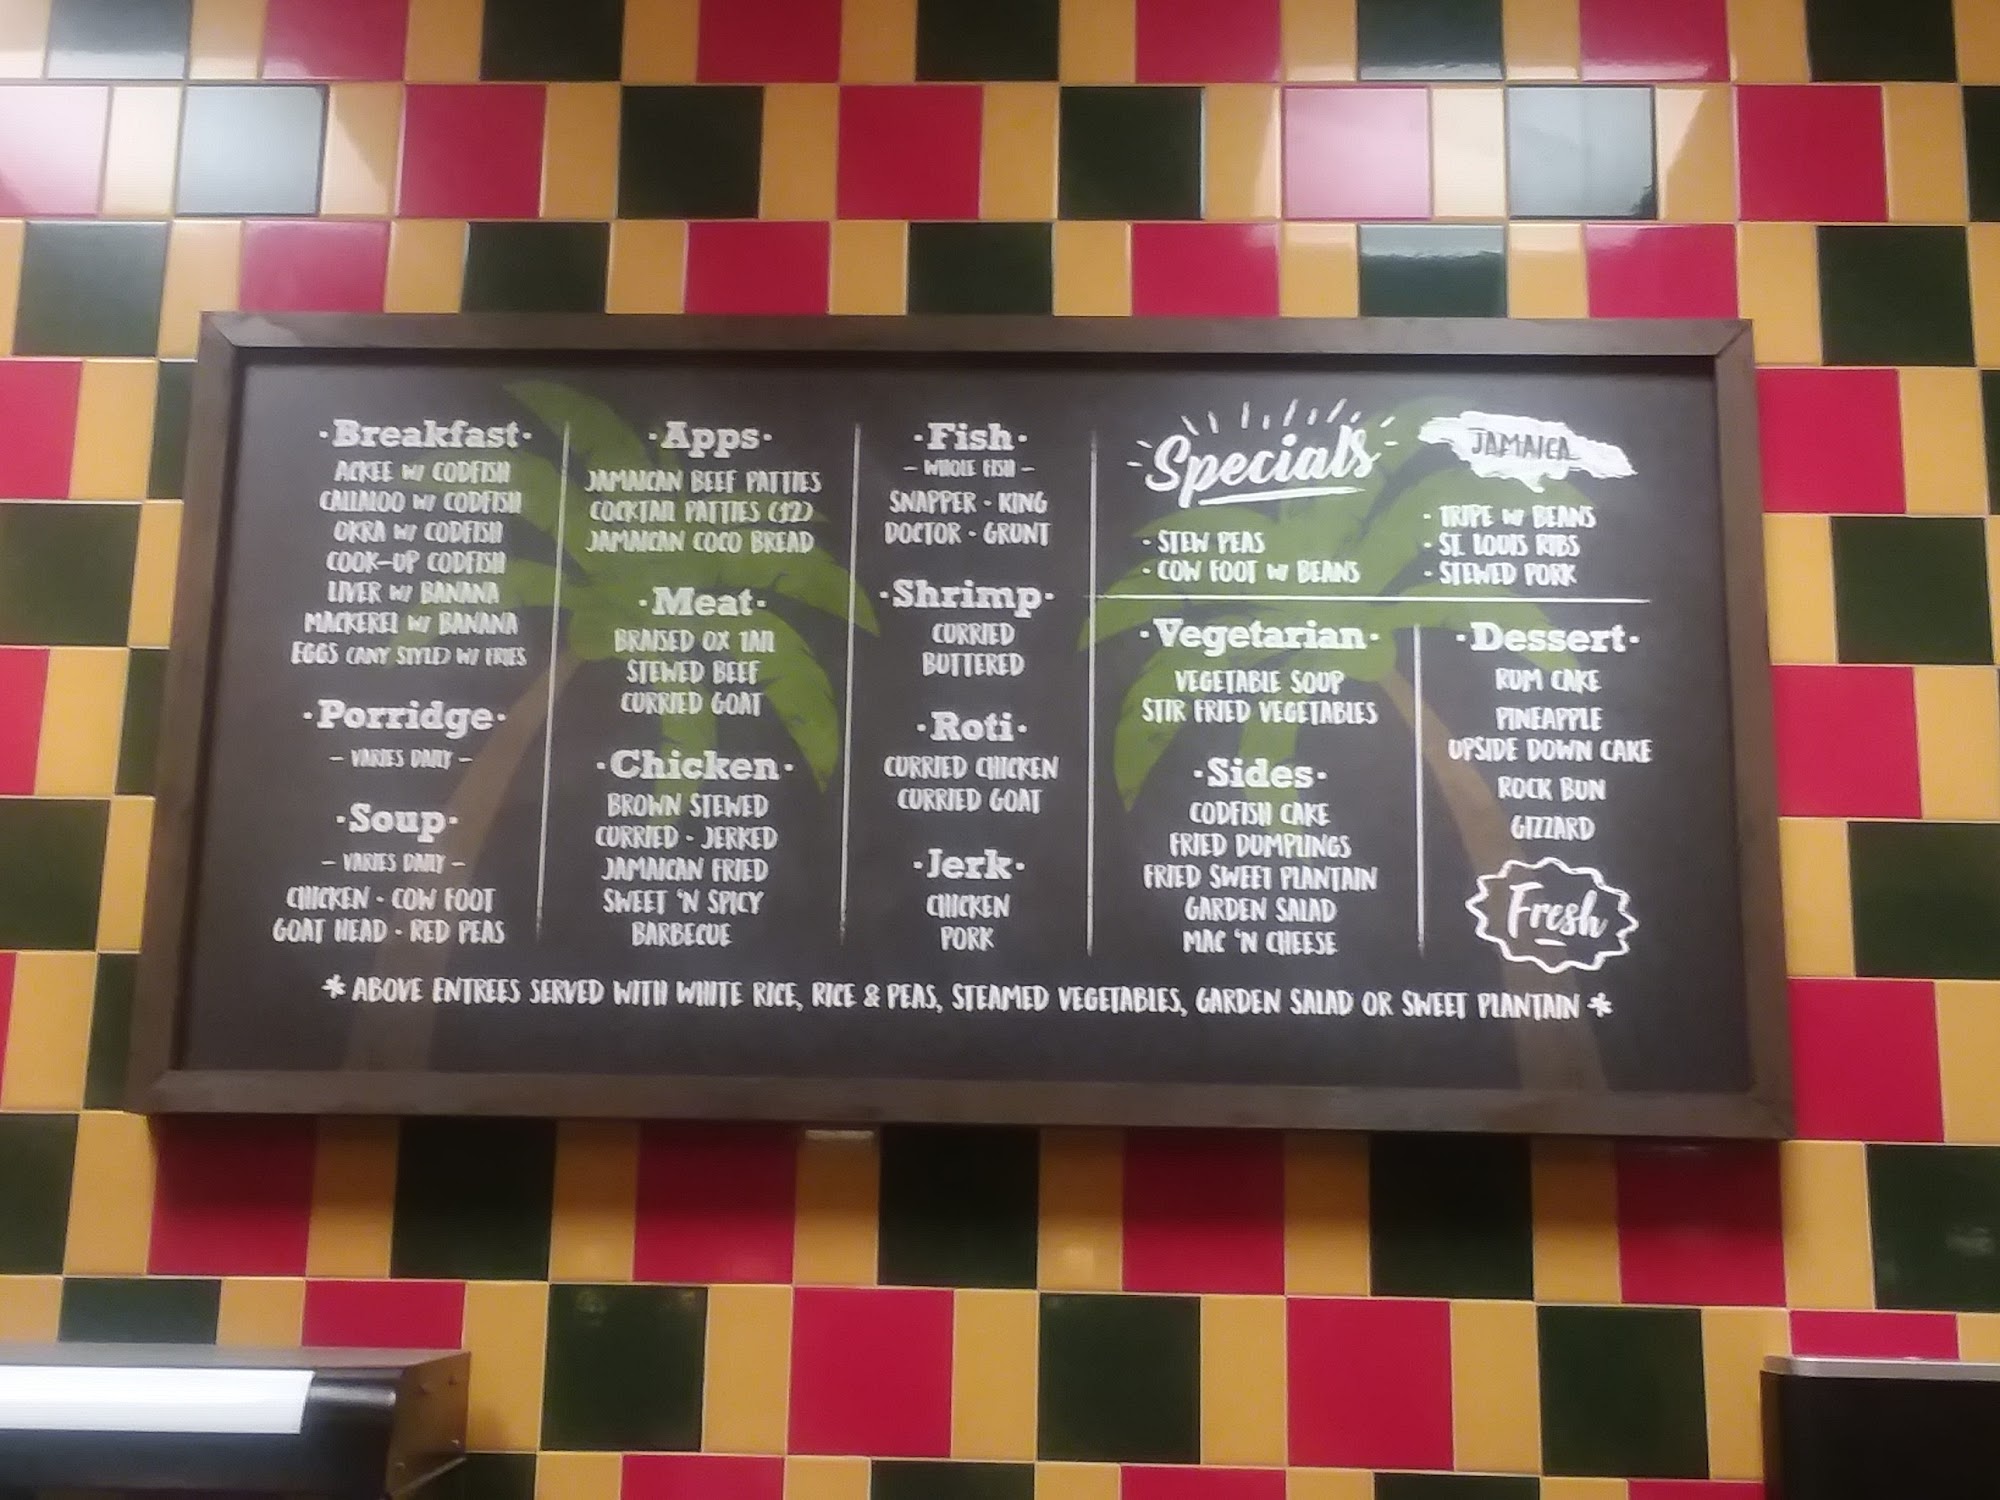 ·Breakfast·
ACKEE W/ CODFISH
CALLALOO W/ CODFISH
OKRA W/ CODFISH
COOK-UP CODFISH
LIVER W/ BANANA
MACKEREL W/ BANANA
EGGS (ANY STYLE) W/ FRIES
·Porridge·
– VARIES DAILY –
·Soup·
– VARIES DAILY –
CHICKEN - COW FOOT
GOAT HEAD - RED PEAS
·Apps·
JAMAICAN BEEF PATTIES
COCKTAIL PATTIES (12)
JAMAICAN COCO BREAD
·Meat·
BRAISED OX TAIL
STEWED BEEF
CURRIED GOAT
·Chicken·
BROWN STEWED
CURRIED - JERKED
JAMAICAN FRIED
SWEET 'N SPICY
BARBECUE
·Fish·
– WHOLE FISH –
SNAPPER - KING
DOCTOR - GRUNT
·Shrimp·
CURRIED
BUTTERED
·Roti·
CURRIED CHICKEN
CURRIED GOAT
·Jerk·
CHICKEN
PORK
Specials
JAMAICA
- STEW PEAS
- COW FOOT W/ BEANS
- TRIPE W/ BEANS
- ST. LOUIS RIBS
- STEWED PORK
·Vegetarian·
VEGETABLE SOUP
STIR FRIED VEGETABLES
·Sides·
CODFISH CAKE
FRIED DUMPLINGS
FRIED SWEET PLANTAIN
GARDEN SALAD
MAC 'N CHEESE
·Dessert·
RUM CAKE
PINEAPPLE
UPSIDE DOWN CAKE
ROCK BUN
GIZZARD
Fresh
* ABOVE ENTREES SERVED WITH WHITE RICE, RICE & PEAS, STEAMED VEGETABLES, GARDEN SALAD OR SWEET PLANTAIN *